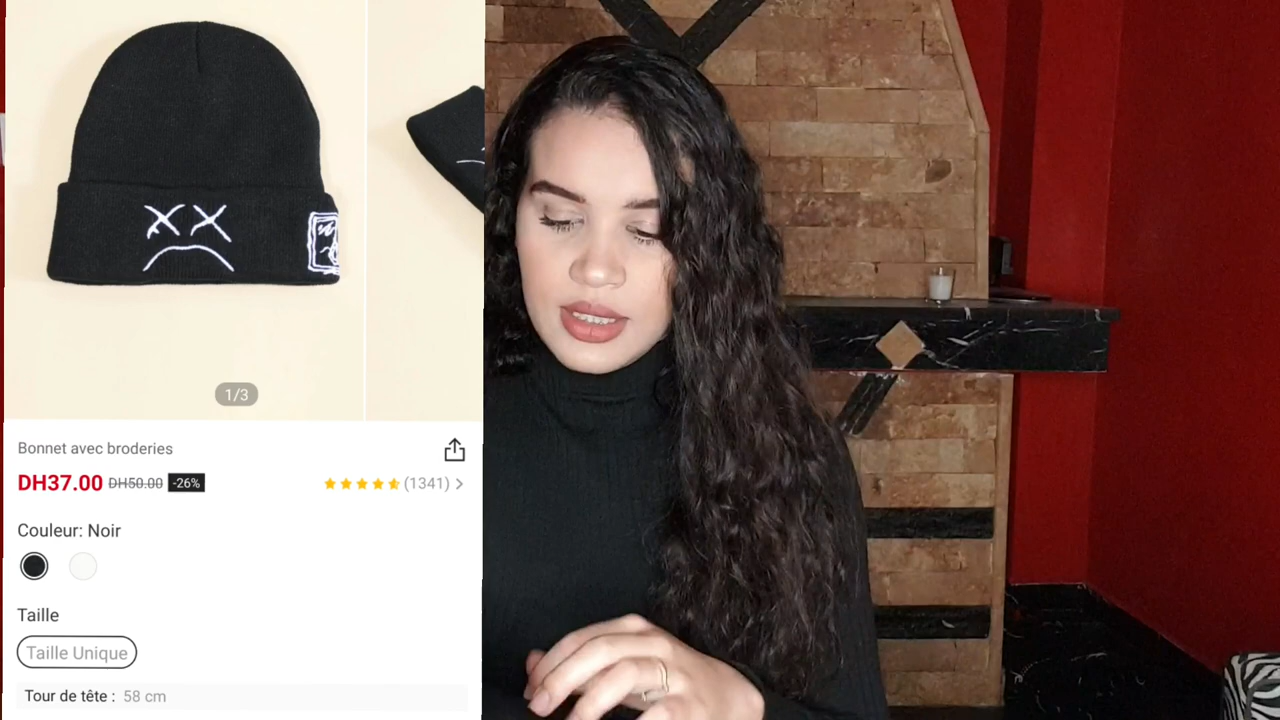 1/3
Bonnet avec broderies
DH37.00 DH50.00 -26%
(1341)
Couleur: Noir
Taille
Taille Unique
Tour de tête : 58 cm